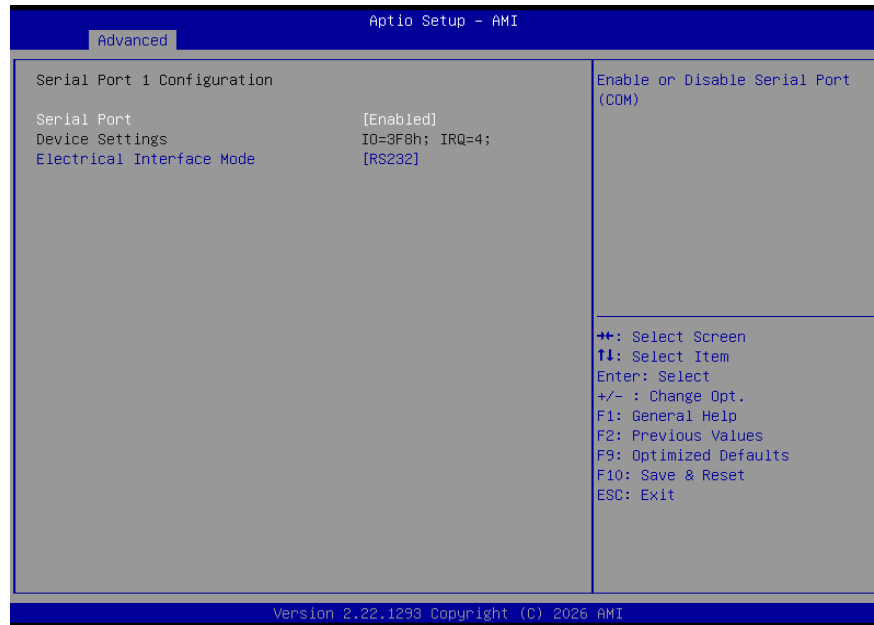 Aptio Setup – AMI
Advanced
Serial Port 1 Configuration
Serial Port [Enabled]
Device Settings IO=3F8h; IRQ=4;
Electrical Interface Mode [RS232]
Enable or Disable Serial Port
(COM)
→←: Select Screen
↑↓: Select Item
Enter: Select
+/- : Change Opt.
F1: General Help
F2: Previous Values
F9: Optimized Defaults
F10: Save & Reset
ESC: Exit
Version 2.22.1293 Copyright (C) 2026 AMI